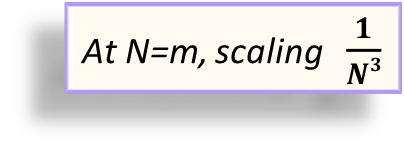 At N=m, scaling 1/N³